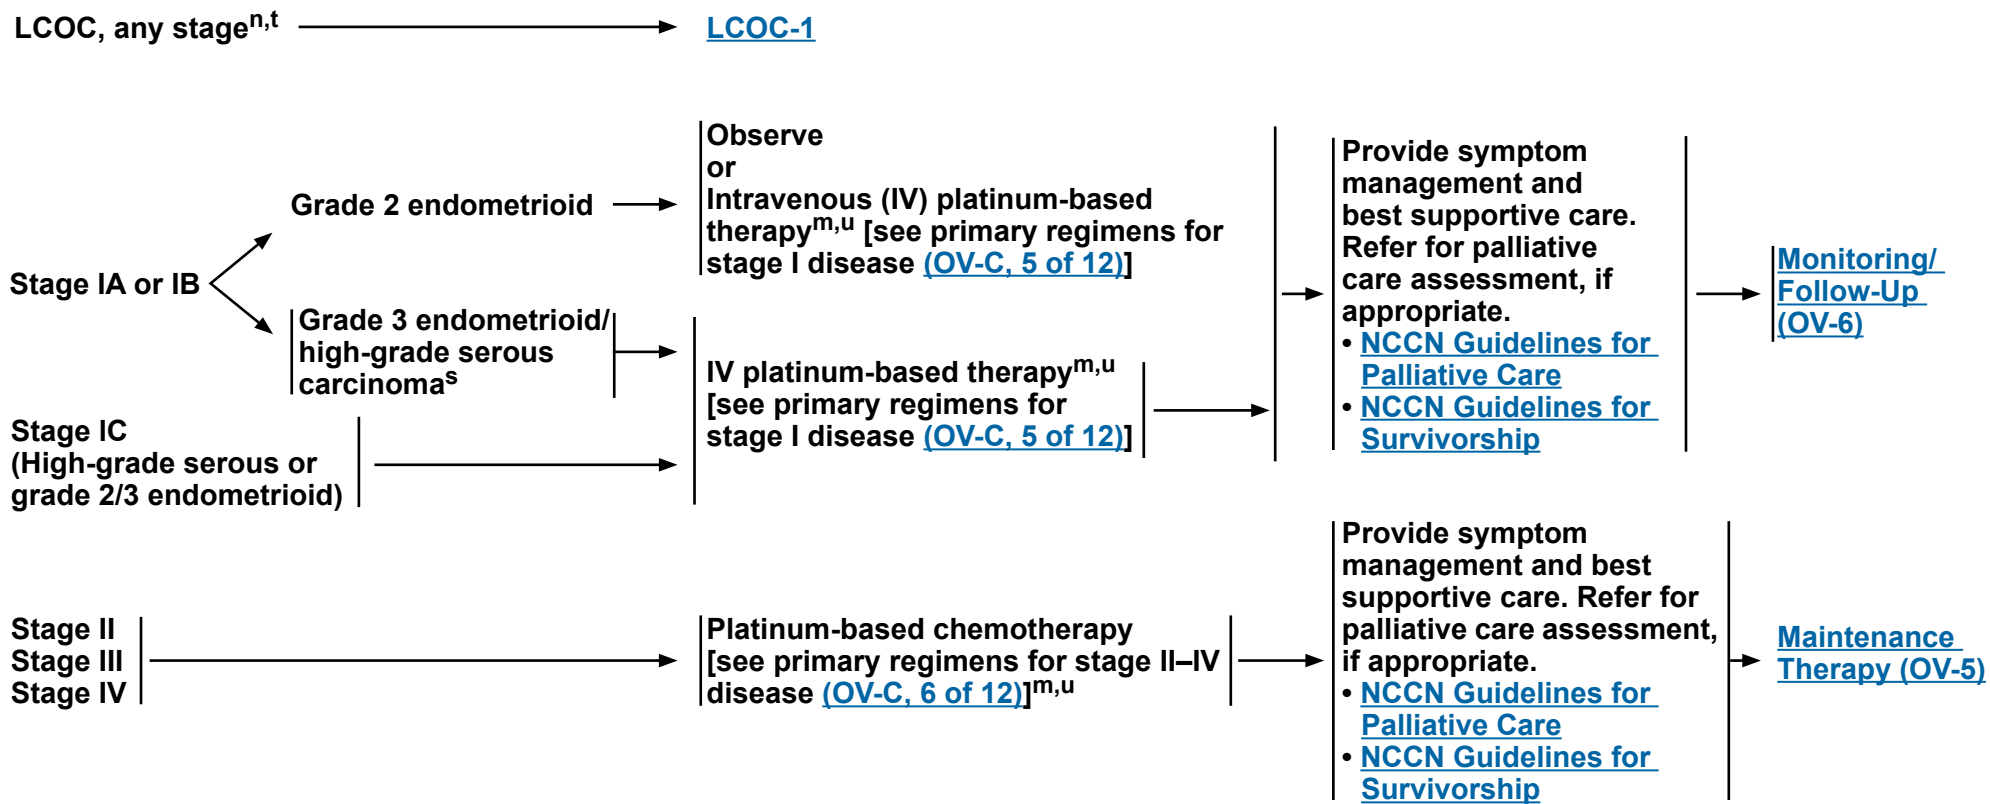 LCOC, any stagen,t
LCOC-1
Stage IA or IB
Grade 2 endometrioid
Observe
or
Intravenous (IV) platinum-based
therapym,u [see primary regimens for
stage I disease (OV-C, 5 of 12)]
Grade 3 endometrioid/
high-grade serous
carcinomas
Stage IC
(High-grade serous or
grade 2/3 endometrioid)
IV platinum-based therapym,u
[see primary regimens for
stage I disease (OV-C, 5 of 12)]
Provide symptom
management and
best supportive care.
Refer for palliative
care assessment, if
appropriate.
• NCCN Guidelines for
Palliative Care
• NCCN Guidelines for
Survivorship
Monitoring/
Follow-Up
(OV-6)
Stage II
Stage III
Stage IV
Platinum-based chemotherapy
[see primary regimens for stage II–IV
disease (OV-C, 6 of 12)]m,u
Provide symptom
management and best
supportive care. Refer for
palliative care assessment,
if appropriate.
• NCCN Guidelines for
Palliative Care
• NCCN Guidelines for
Survivorship
Maintenance
Therapy (OV-5)